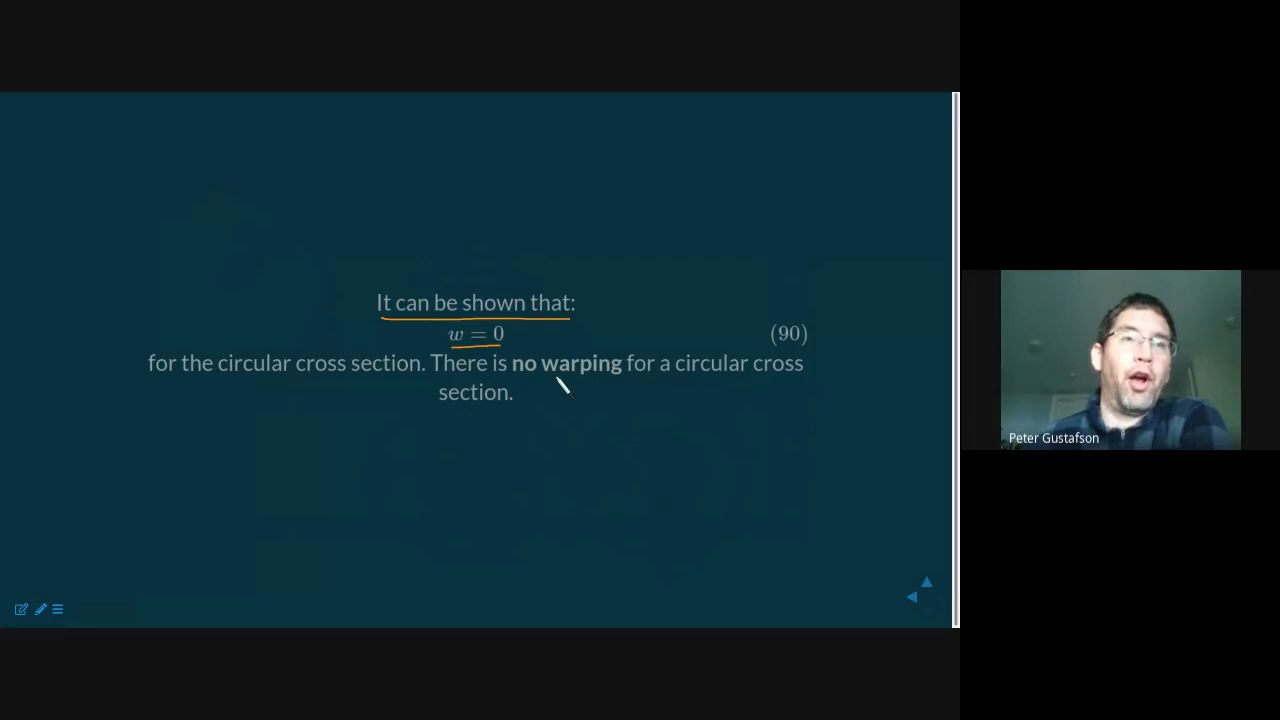 It can be shown that:
w = 0 (90)
for the circular cross section. There is no warping for a circular cross
section.
Peter Gustafson